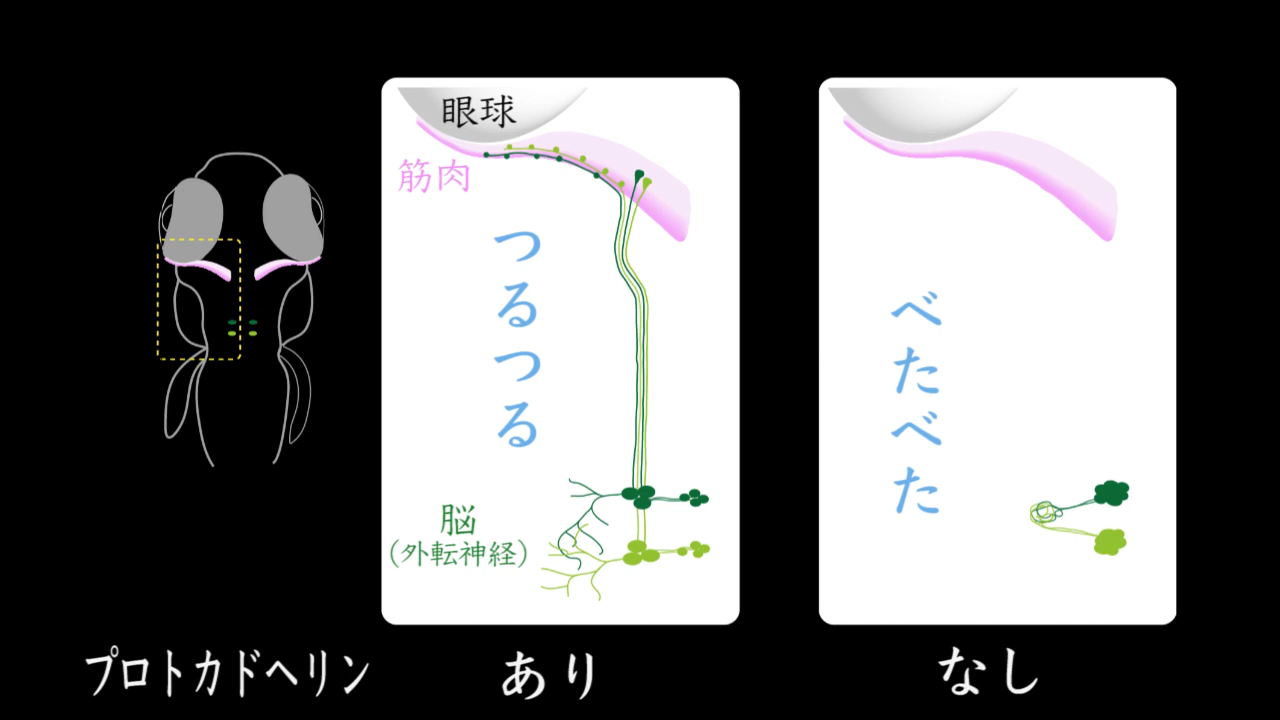 眼球
筋肉
つるつる
脳
（外転神経）
べたべた
プロトカドヘリン
あり
なし